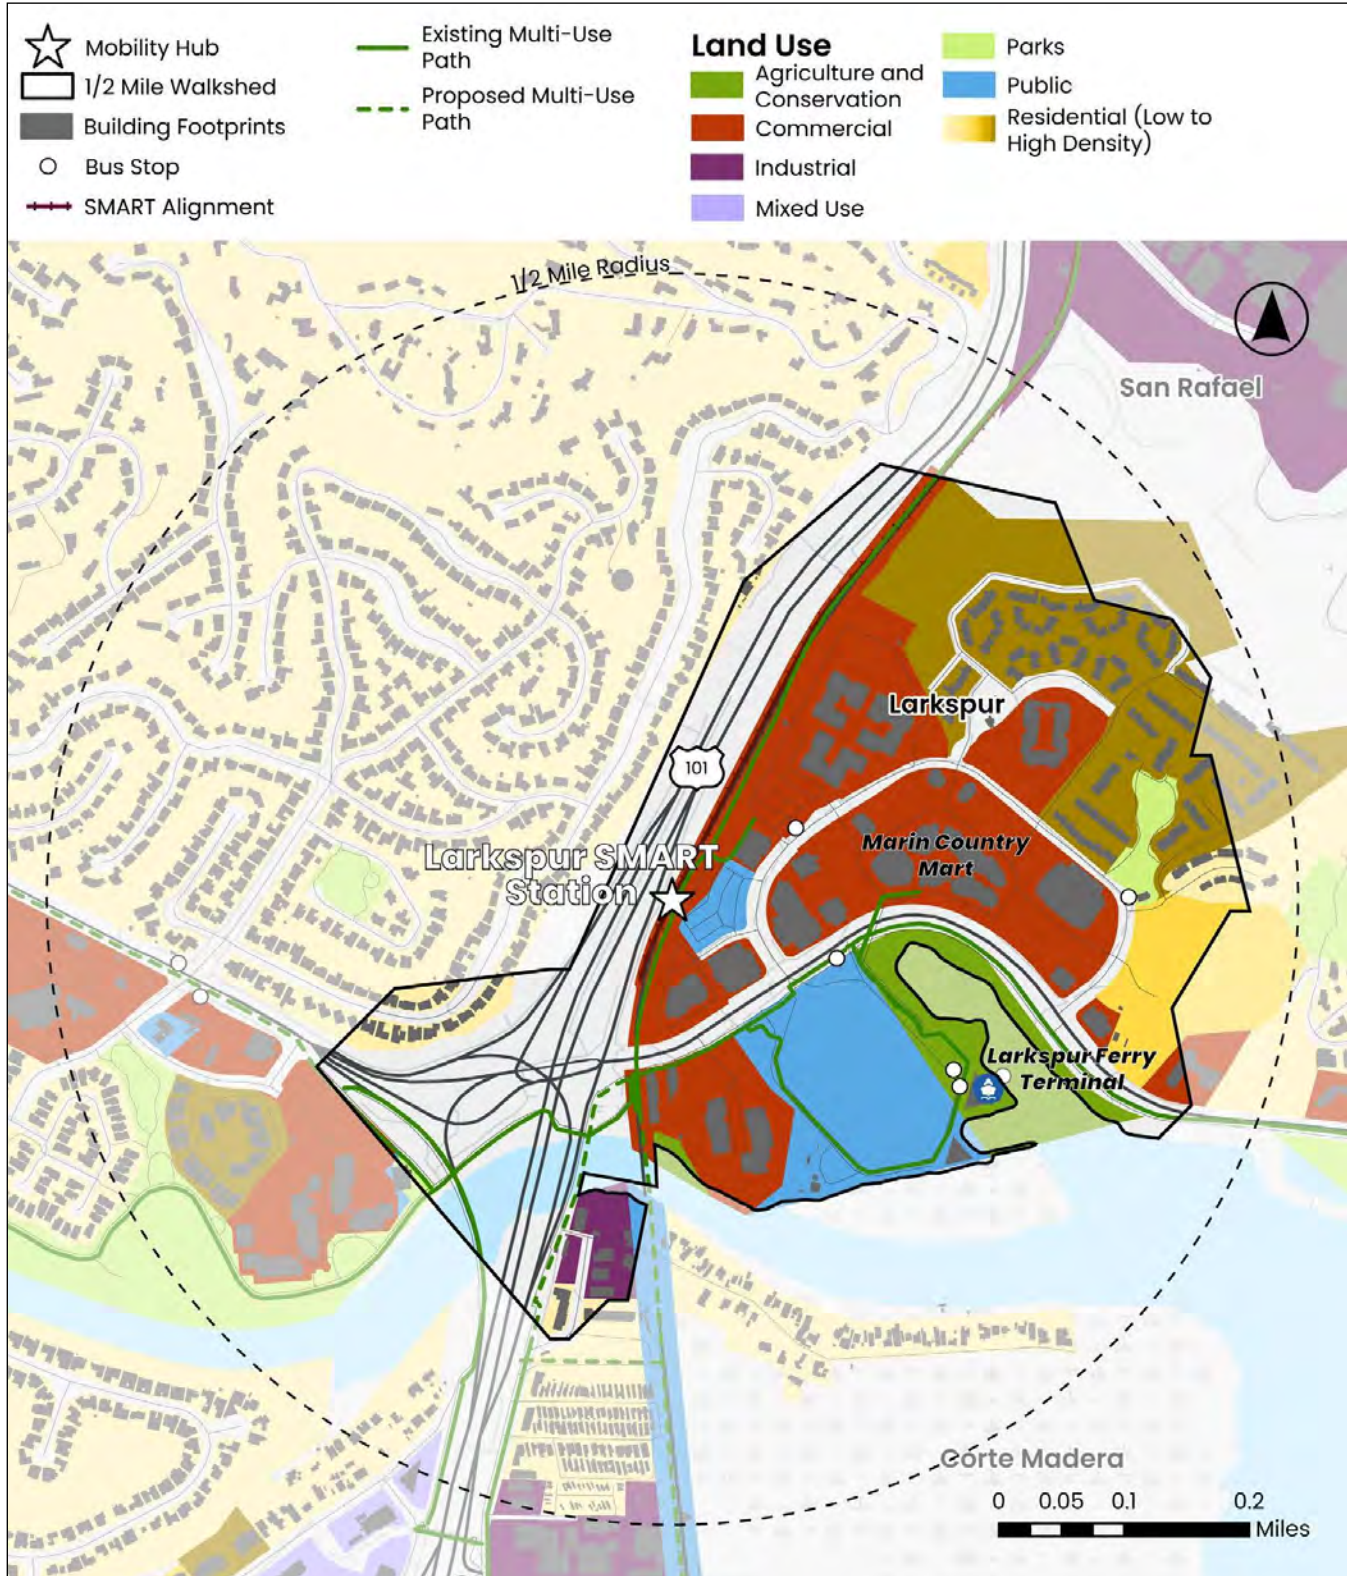 Mobility Hub
1/2 Mile Walkshed
Building Footprints
Bus Stop
SMART Alignment
Existing Multi-Use
Path
Proposed Multi-Use
Path
Land Use
Agriculture and
Conservation
Commercial
Industrial
Mixed Use
Parks
Public
Residential (Low to
High Density)
1/2 Mile Radius
San Rafael
Larkspur
101
Marin Country
Mart
Larkspur SMART
Station
Larkspur Ferry
Terminal
Corte Madera
0 0.05 0.1 0.2
Miles